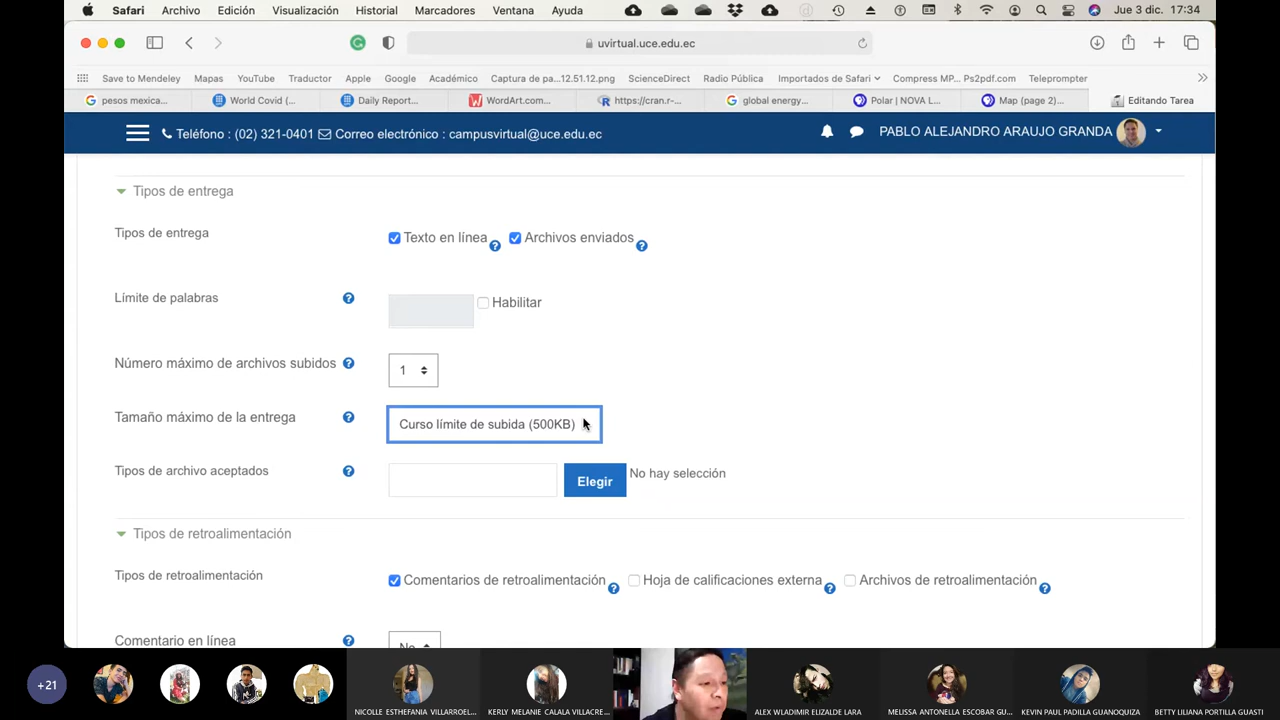 Safari Archivo Edición Visualización Historial Marcadores Ventana Ayuda Jue 3 dic. 17:34
uvirtual.uce.edu.ec
Save to Mendeley Mapas YouTube Traductor Apple Google Académico Captura de pa...12.51.12.png ScienceDirect Radio Pública Importados de Safari Compress MP... Ps2pdf.com Teleprompter
pesos mexica... World Covid (... Daily Report... WordArt.com... https://cran.r-... global energy... Polar | NOVA L... Map (page 2)... Editando Tarea
Teléfono : (02) 321-0401 Correo electrónico : campusvirtual@uce.edu.ec PABLO ALEJANDRO ARAUJO GRANDA
Tipos de entrega
Tipos de entrega Texto en línea Archivos enviados
Límite de palabras Habilitar
Número máximo de archivos subidos 1
Tamaño máximo de la entrega Curso límite de subida (500KB)
Tipos de archivo aceptados Elegir No hay selección
Tipos de retroalimentación
Tipos de retroalimentación Comentarios de retroalimentación Hoja de calificaciones externa Archivos de retroalimentación
Comentario en línea No
+21
NICOLLE ESTHEFANIA VILLARROEL... KERLY MELANIE CALALA VILLACRE... ALEX WLADIMIR ELIZALDE LARA MELISSA ANTONELLA ESCOBAR GU... KEVIN PAUL PADILLA GUANOQUIZA BETTY LILIANA PORTILLA GUASTI